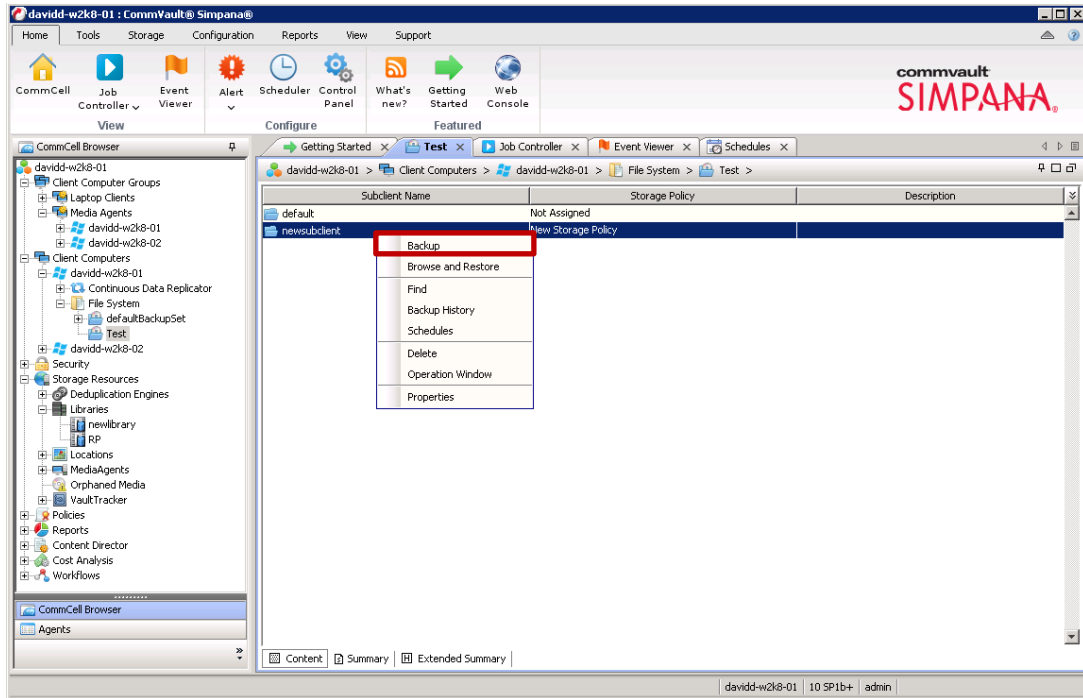 davidd-w2k8-01 : CommVault® Simpana®
Home Tools Storage Configuration Reports View Support
CommCell Job Controller Event Viewer Alert Scheduler Control Panel What's new? Getting Started Web Console
View Configure Featured
commvault
SIMPANA®
CommCell Browser
Getting Started Test Job Controller Event Viewer Schedules
davidd-w2k8-01 > Client Computers > davidd-w2k8-01 > File System > Test >
davidd-w2k8-01
Client Computer Groups
Laptop Clients
Media Agents
davidd-w2k8-01
davidd-w2k8-02
Client Computers
davidd-w2k8-01
Continuous Data Replicator
File System
defaultBackupSet
Test
davidd-w2k8-02
Security
Storage Resources
Deduplication Engines
Libraries
newlibrary
RP
Locations
MediaAgents
Orphaned Media
VaultTracker
Policies
Reports
Content Director
Cost Analysis
Workflows
CommCell Browser
Agents
Subclient Name Storage Policy Description
default Not Assigned
newsubclient New Storage Policy
Backup
Browse and Restore
Find
Backup History
Schedules
Delete
Operation Window
Properties
Content Summary H Extended Summary
davidd-w2k8-01 10 SP1b+ admin